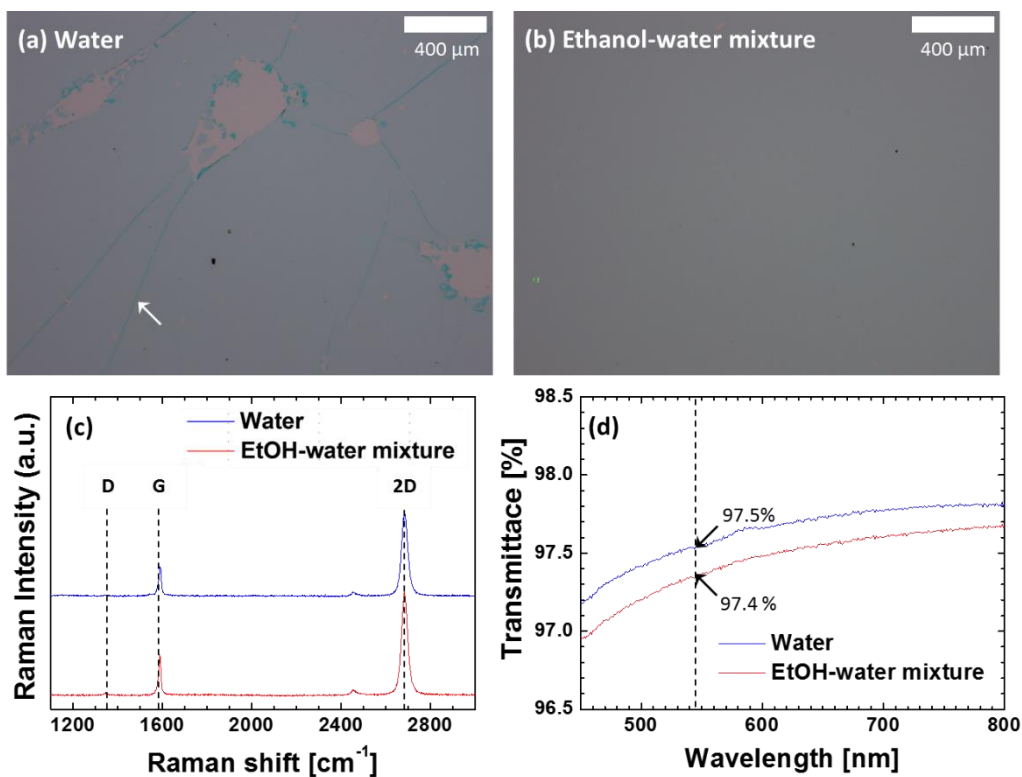 (a) Water
400 µm
(b) Ethanol-water mixture
400 µm
(c)
Water
EtOH-water mixture
D
G
2D
Raman Intensity (a.u.)
1200
1600
2000
2400
2800
Raman shift [cm⁻¹]
(d)
98.5
98.0
97.5
97.0
96.5
Transmittace [%]
97.5%
97.4 %
Water
EtOH-water mixture
500
600
700
800
Wavelength [nm]